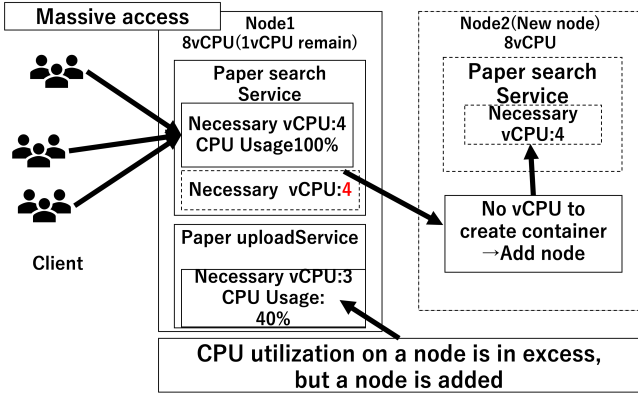 Massive access
Node1
8vCPU(1vCPU remain)
Paper search
Service
Necessary vCPU:4
CPU Usage100%
Necessary vCPU:4
Paper uploadService
Necessary vCPU:3
CPU Usage:
40%
Client
Node2(New node)
8vCPU
Paper search
Service
Necessary
vCPU:4
No vCPU to
create container
→Add node
CPU utilization on a node is in excess,
but a node is added